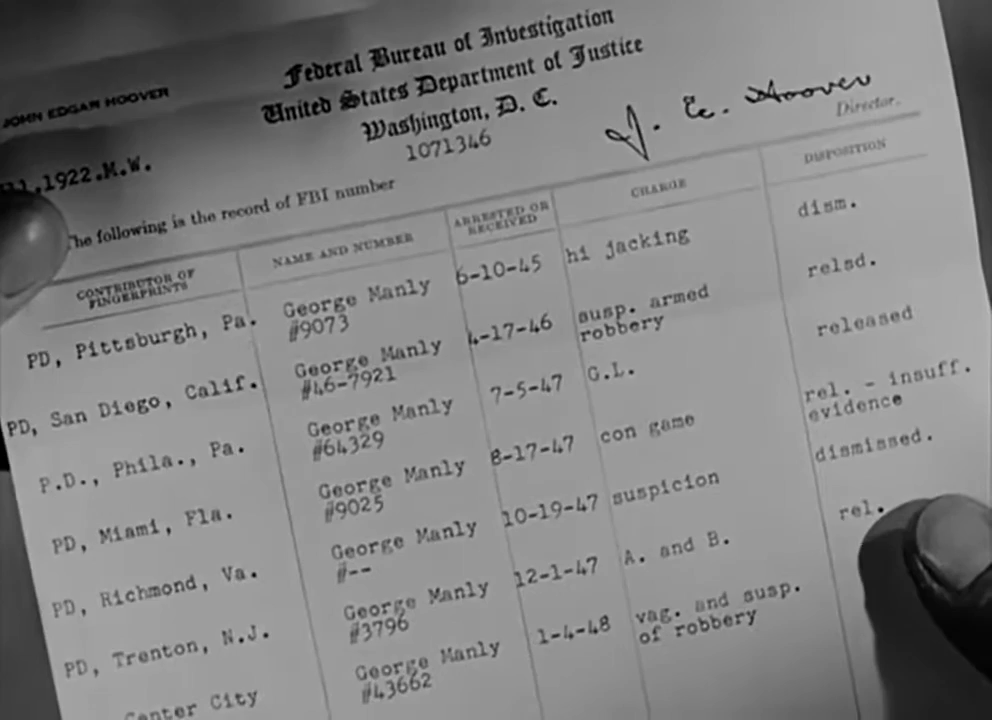 JOHN EDGAR HOOVER
Federal Bureau of Investigation
United States Department of Justice
Washington, D. C.
1071346
J. E. Hoover
Director.
1922.M.W.
The following is the record of FBI number
CONTRIBUTOR OF FINGERPRINTS NAME AND NUMBER ARRESTED OR RECEIVED CHARGE DISPOSITION
PD, Pittsburgh, Pa. George Manly 6-10-45 hi jacking dism.
#9073
PD, San Diego, Calif. George Manly 4-17-46 susp. armed relsd.
#46-7921 robbery
P.D., Phila., Pa. George Manly 7-5-47 G.L. released
#64329
PD, Miami, Fla. George Manly 8-17-47 con game rel. - insuff.
#9025 evidence
PD, Richmond, Va. George Manly 10-19-47 suspicion dismissed.
#--
PD, Trenton, N.J. George Manly 12-1-47 A. and B. rel.
#3796
Center City George Manly 1-4-48 vag. and susp.
#43662 of robbery